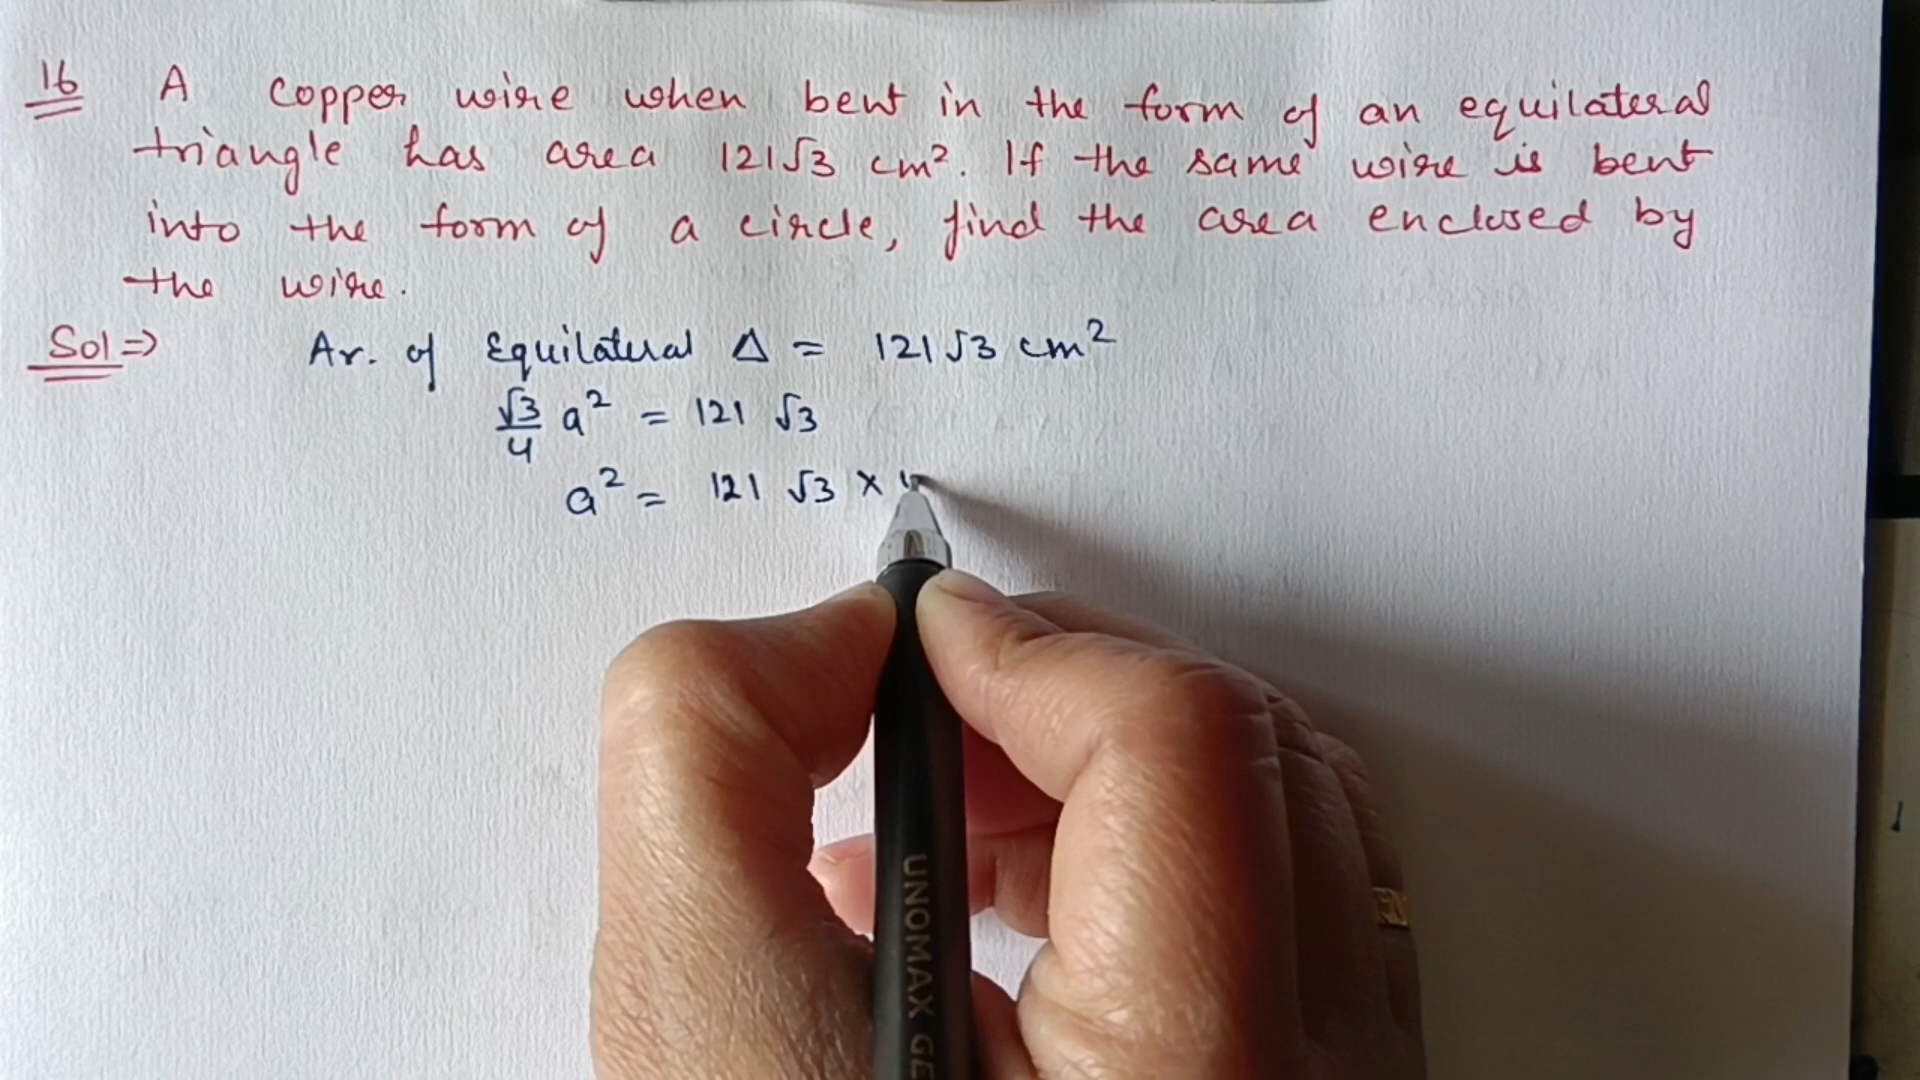 16 A copper wire when bent in the form of an equilateral
triangle has area 121√3 cm². If the same wire is bent
into the form of a circle, find the area enclosed by
the wire.
Sol ⇒ Ar. of Equilateral Δ = 121√3 cm²
√3/4 a² = 121 √3
a² = 121 √3 ×
UNOMAX GE